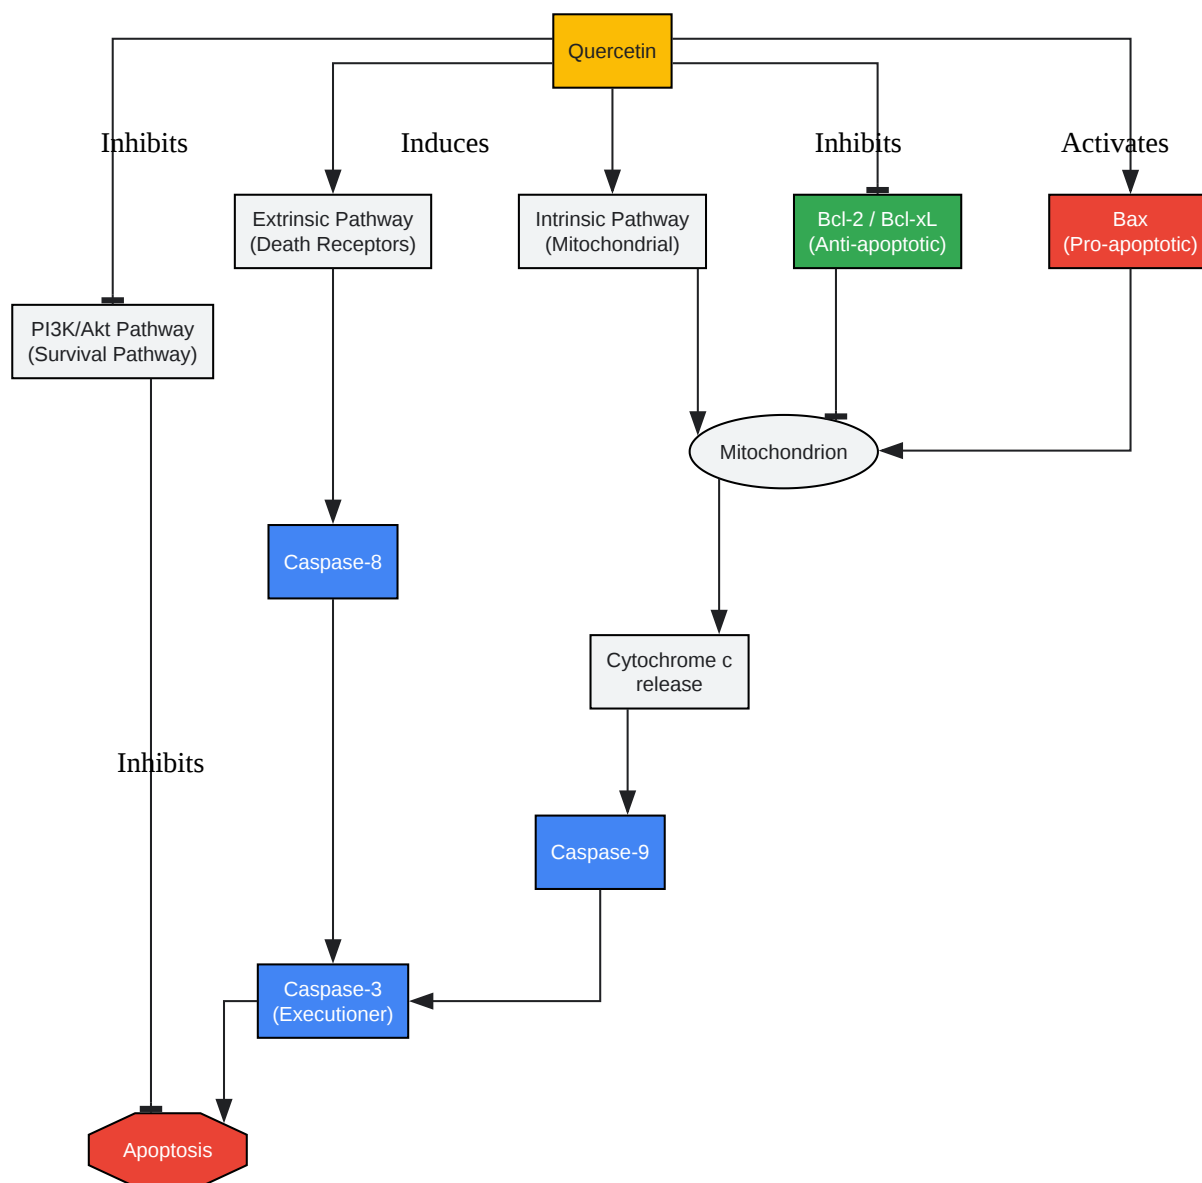 Quercetin
Inhibits
Induces
Inhibits
Activates
Extrinsic Pathway
(Death Receptors)
Intrinsic Pathway
(Mitochondrial)
Bcl-2 / Bcl-xL
(Anti-apoptotic)
Bax
(Pro-apoptotic)
PI3K/Akt Pathway
(Survival Pathway)
Mitochondrion
Caspase-8
Cytochrome c
release
Inhibits
Caspase-9
Caspase-3
(Executioner)
Apoptosis